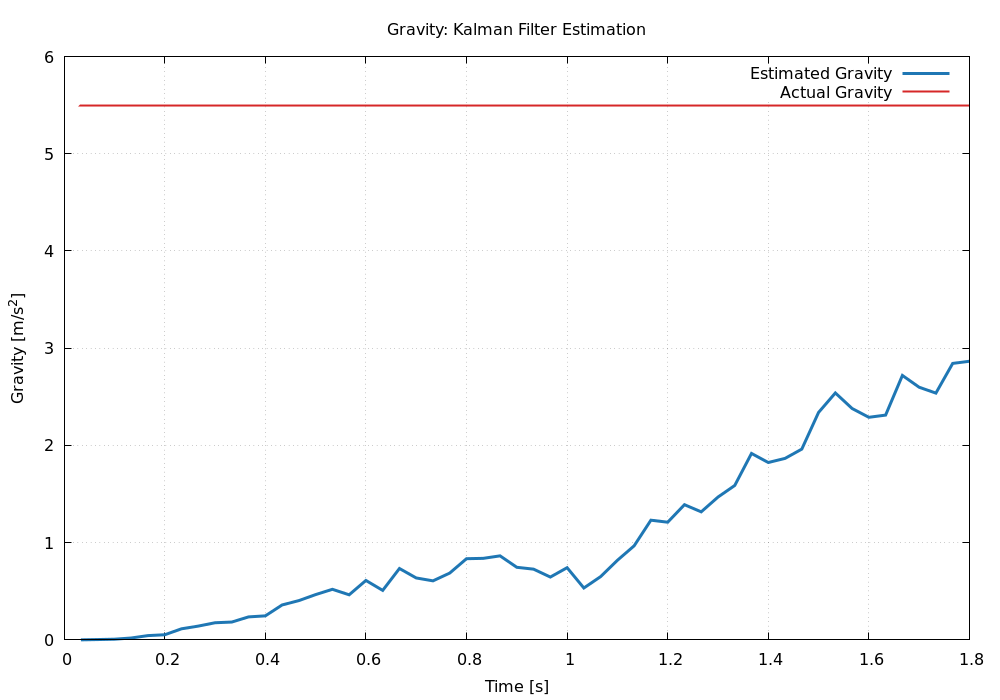 Gravity: Kalman Filter Estimation
Estimated Gravity
Actual Gravity
6
5
4
3
2
1
0
Gravity [m/s²]
0 0.2 0.4 0.6 0.8 1 1.2 1.4 1.6 1.8
Time [s]